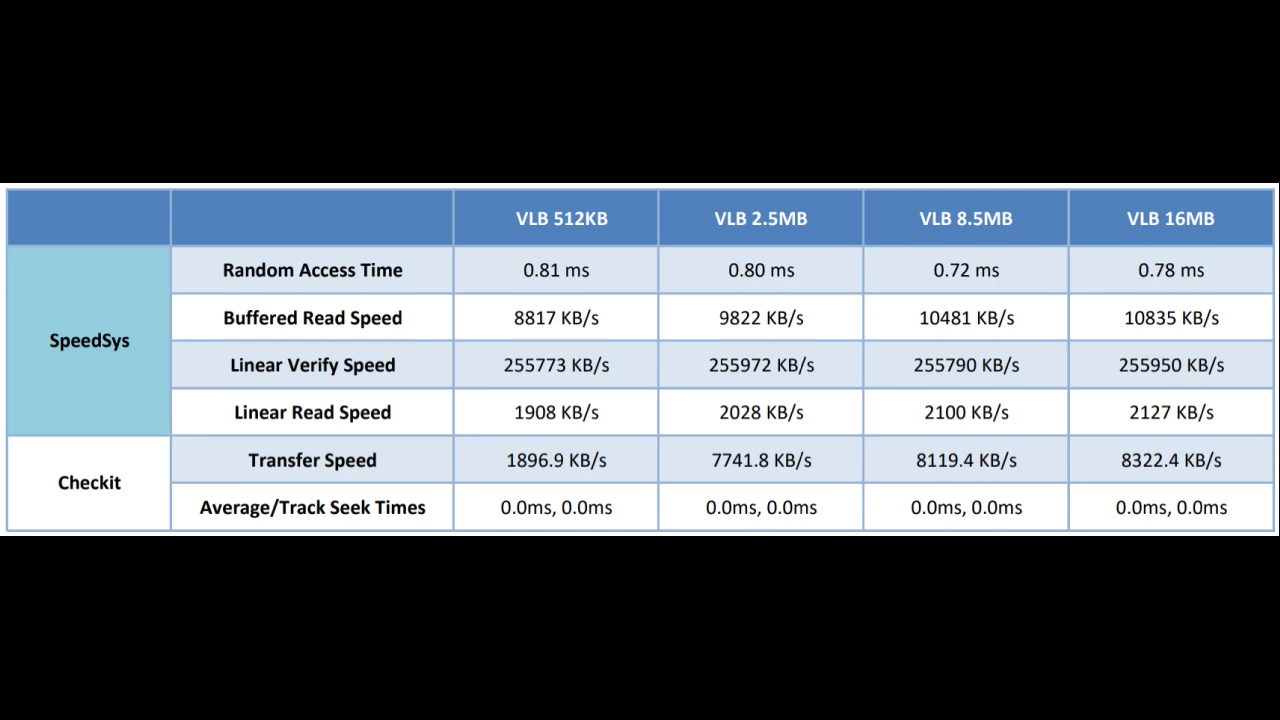 VLB 512KB VLB 2.5MB VLB 8.5MB VLB 16MB
SpeedSys
Random Access Time 0.81 ms 0.80 ms 0.72 ms 0.78 ms
Buffered Read Speed 8817 KB/s 9822 KB/s 10481 KB/s 10835 KB/s
Linear Verify Speed 255773 KB/s 255972 KB/s 255790 KB/s 255950 KB/s
Linear Read Speed 1908 KB/s 2028 KB/s 2100 KB/s 2127 KB/s
Checkit
Transfer Speed 1896.9 KB/s 7741.8 KB/s 8119.4 KB/s 8322.4 KB/s
Average/Track Seek Times 0.0ms, 0.0ms 0.0ms, 0.0ms 0.0ms, 0.0ms 0.0ms, 0.0ms